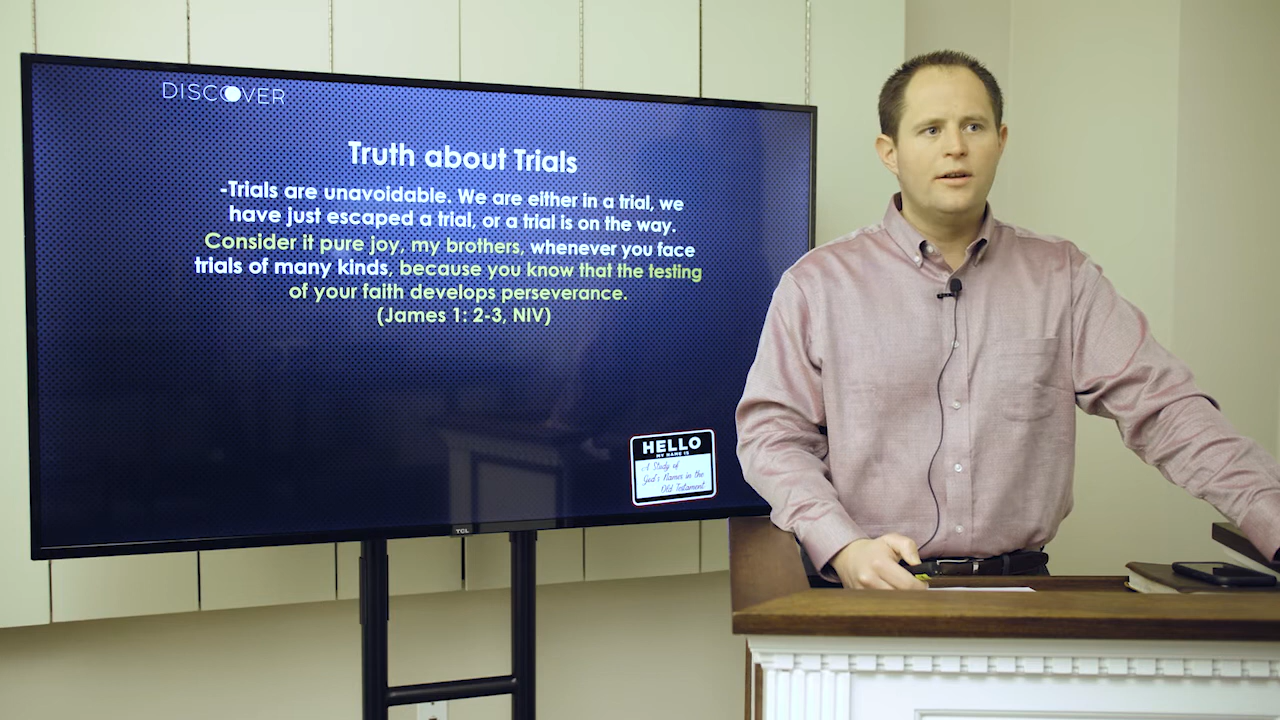 DISCOVER
Truth about Trials
-Trials are unavoidable. We are either in a trial, we
have just escaped a trial, or a trial is on the way.
Consider it pure joy, my brothers, whenever you face
trials of many kinds, because you know that the testing
of your faith develops perseverance.
(James 1: 2-3, NIV)
HELLO
MY NAME IS
A Study of
God's Names in the
Old Testament
TCL